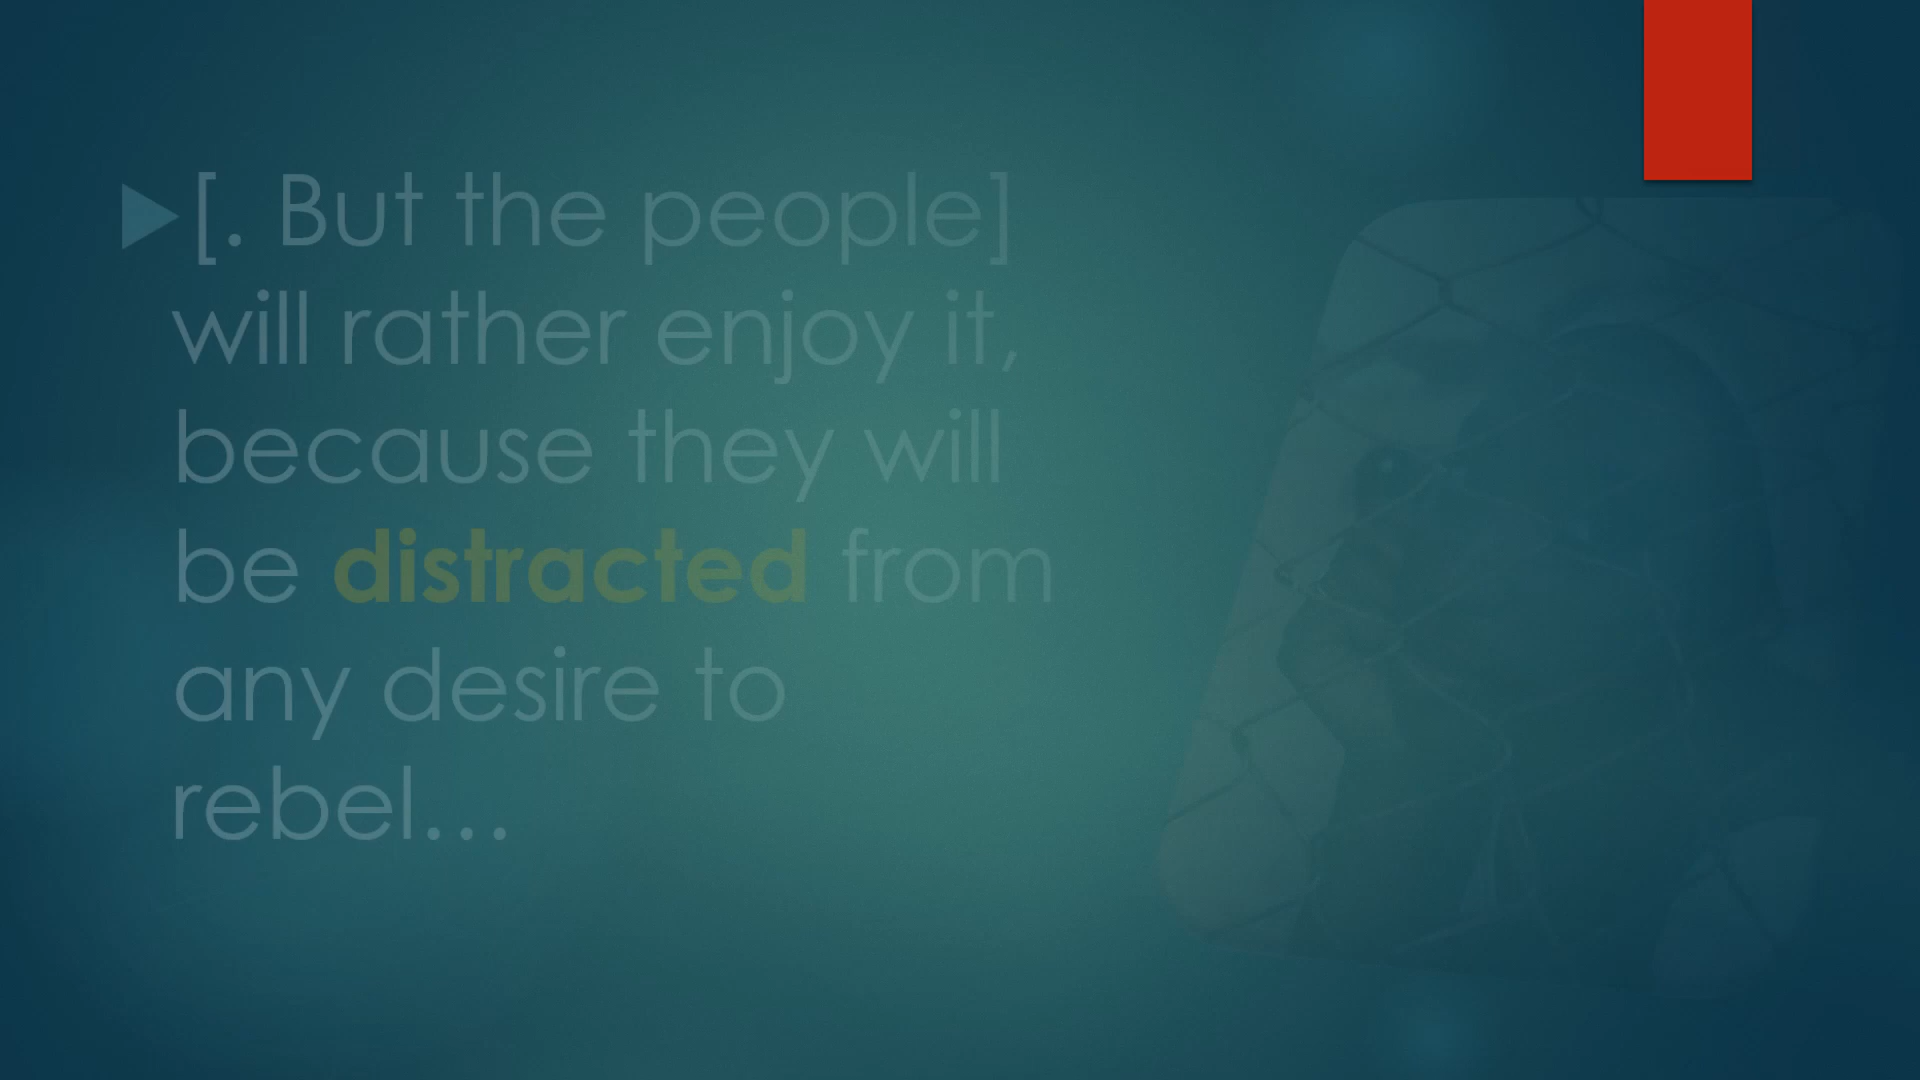 [. But the people]
will rather enjoy it,
because they will
be distracted from
any desire to
rebel…